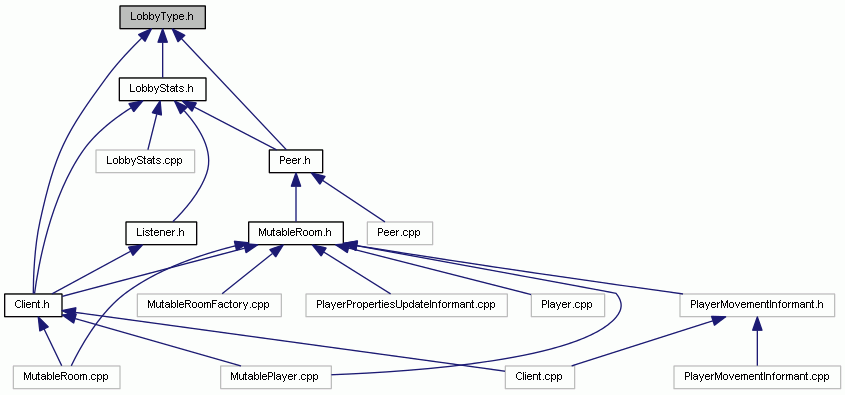 LobbyType.h
LobbyStats.h
LobbyStats.cpp
Peer.h
Listener.h
MutableRoom.h
Peer.cpp
Client.h
MutableRoomFactory.cpp
PlayerPropertiesUpdateInformant.cpp
Player.cpp
PlayerMovementInformant.h
MutableRoom.cpp
MutablePlayer.cpp
Client.cpp
PlayerMovementInformant.cpp